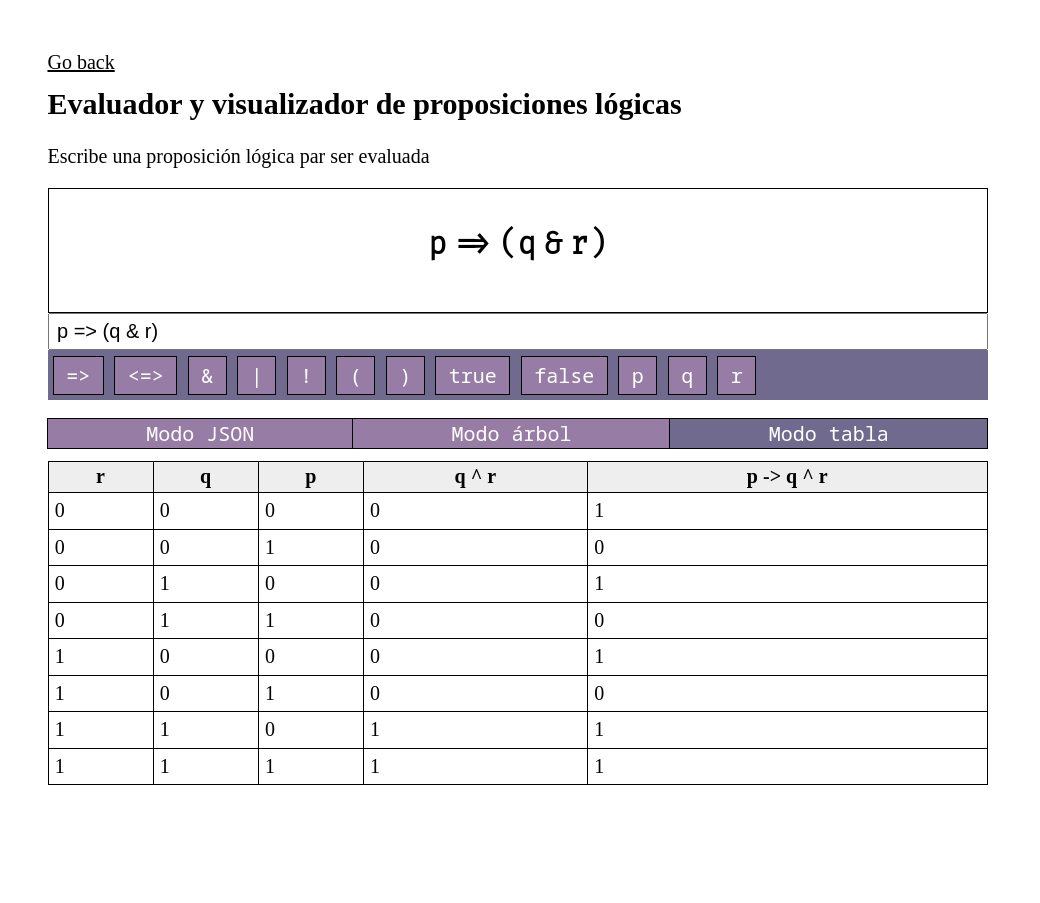 Go back
Evaluador y visualizador de proposiciones lógicas
Escribe una proposición lógica par ser evaluada
p ⇒ (q & r)
p => (q & r)
=> <=> & | ! ( ) true false p q r
Modo JSON Modo árbol Modo tabla
r q p q ^ r p -> q ^ r
0 0 0 0 1
0 0 1 0 0
0 1 0 0 1
0 1 1 0 0
1 0 0 0 1
1 0 1 0 0
1 1 0 1 1
1 1 1 1 1